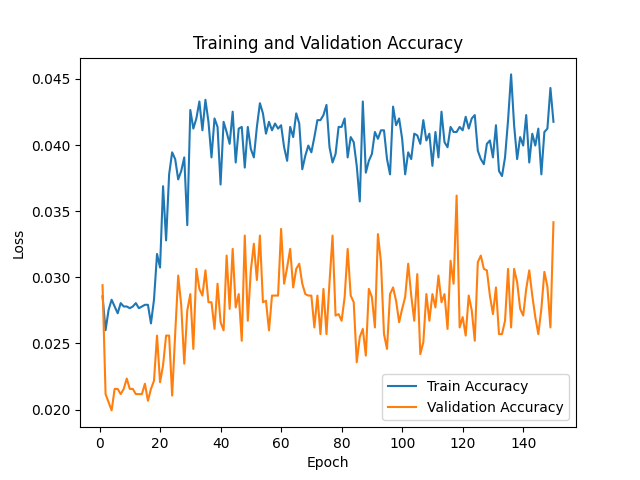 Training and Validation Accuracy
0.045
0.040
0.035
0.030
0.025
0.020
Loss
0 20 40 60 80 100 120 140
Epoch
Train Accuracy
Validation Accuracy